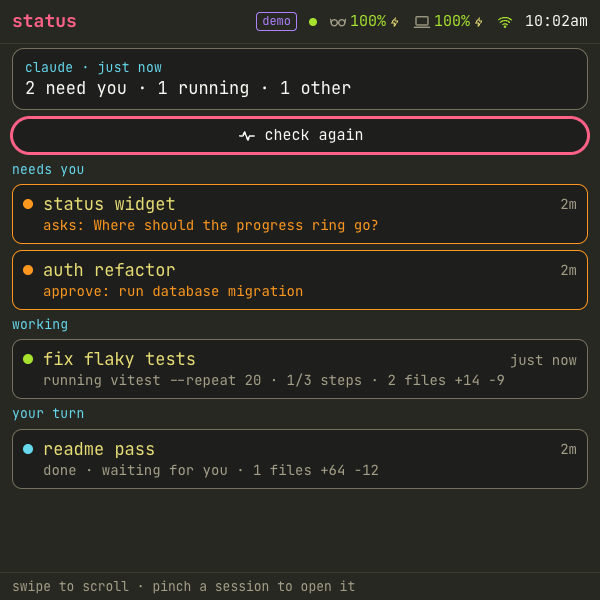 status demo 100% 100% 10:02am
claude · just now
2 need you · 1 running · 1 other
check again
needs you
status widget 2m
asks: Where should the progress ring go?
auth refactor 2m
approve: run database migration
working
fix flaky tests just now
running vitest --repeat 20 · 1/3 steps · 2 files +14 -9
your turn
readme pass 2m
done · waiting for you · 1 files +64 -12
swipe to scroll · pinch a session to open it